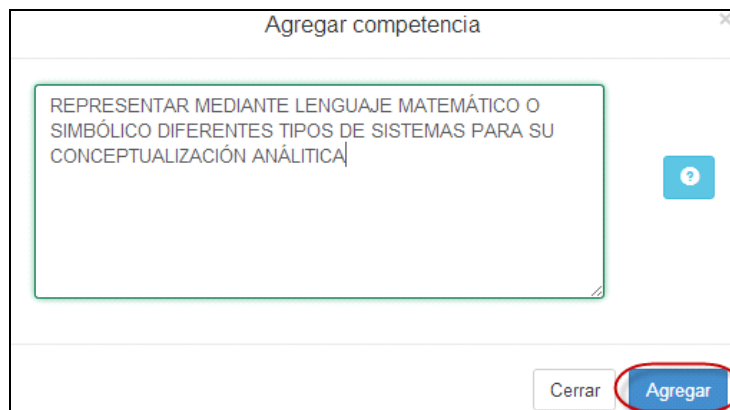 Agregar competencia
×
REPRESENTAR MEDIANTE LENGUAJE MATEMÁTICO O
SIMBÓLICO DIFERENTES TIPOS DE SISTEMAS PARA SU
CONCEPTUALIZACIÓN ANÁLITICA
?
Cerrar
Agregar